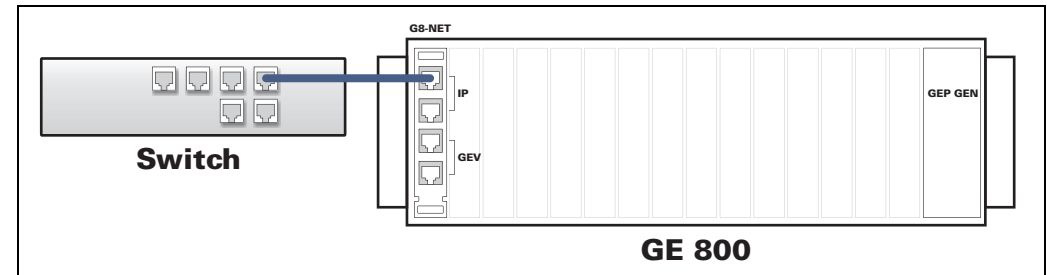 G8-NET
IP
GEP GEN
GEV
Switch
GE 800